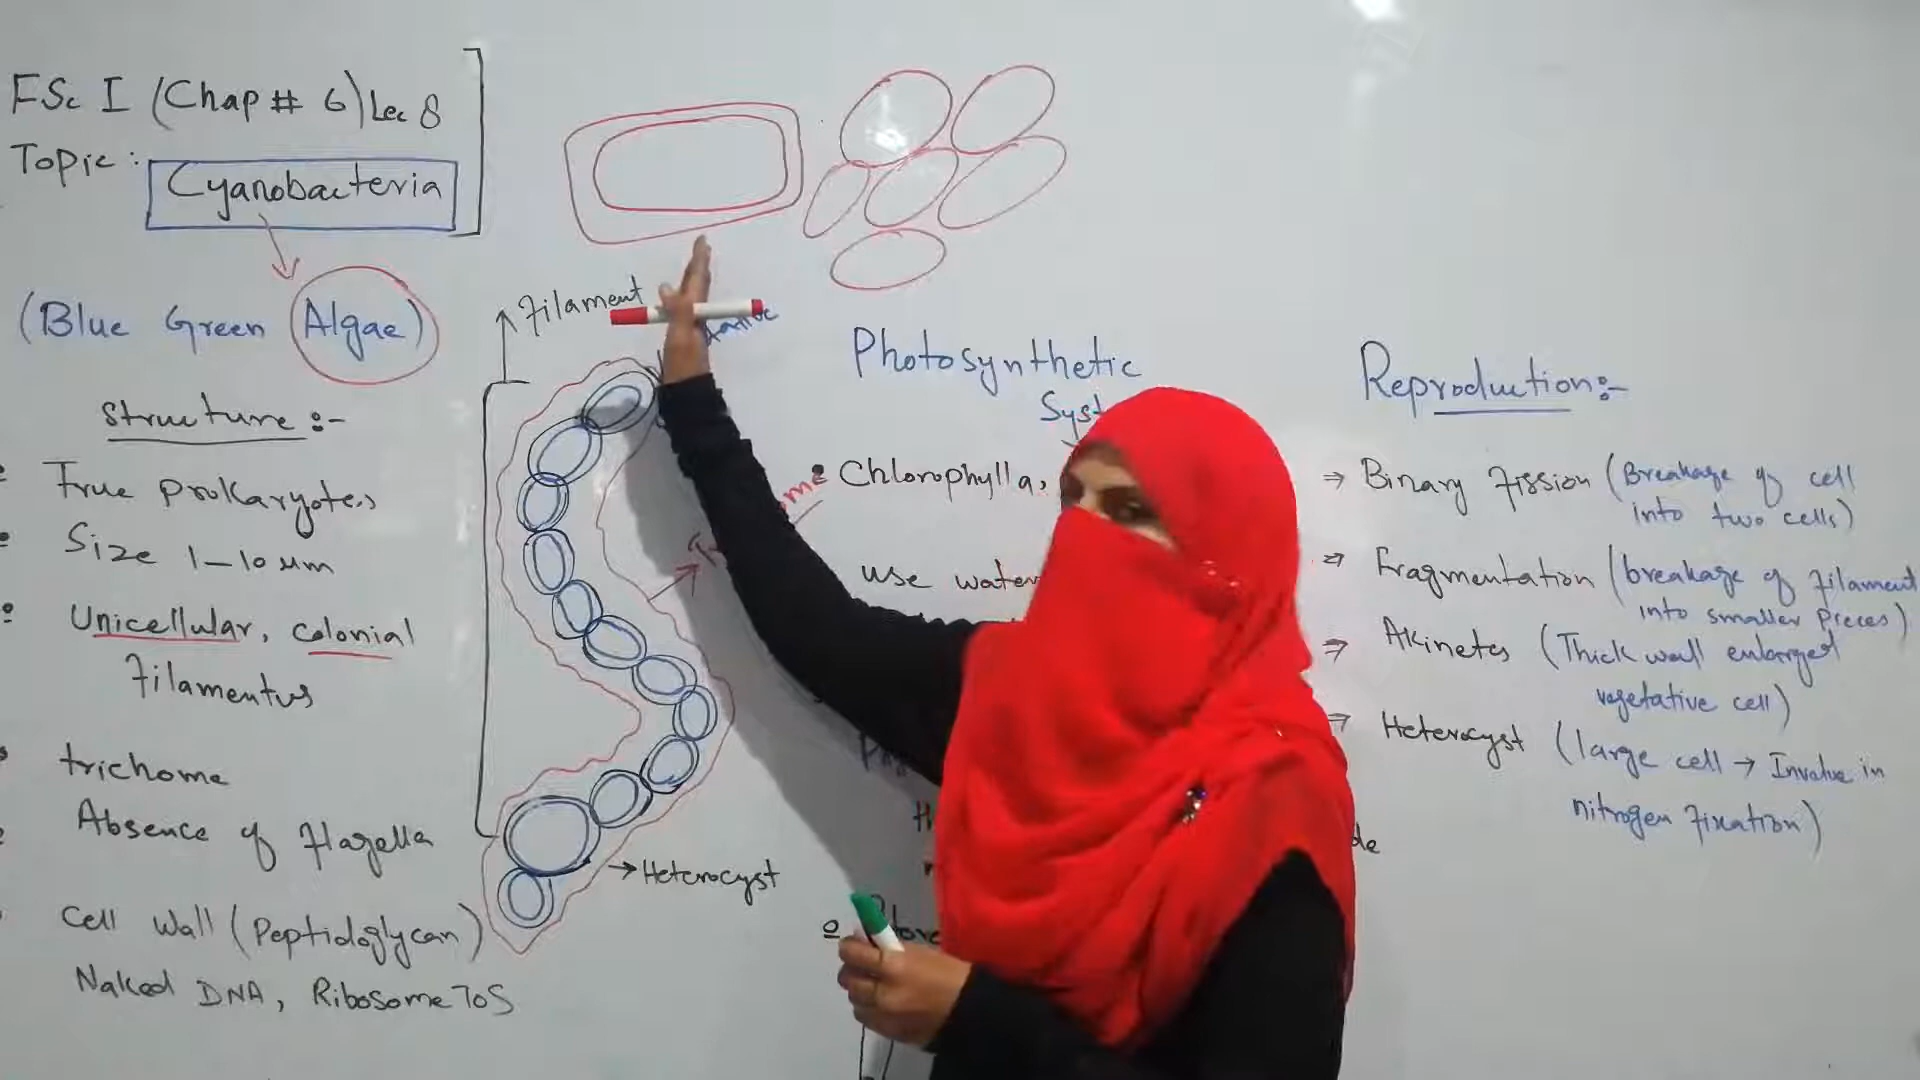 FSc I (Chap # 6) Lec 8
Topic:
Cyanobacteria
(Blue Green Algae)
Structure:-
True prokaryotes
Size 1-10 µm
Unicellular, colonial
Filamentus
trichome
Absence of flagella
Cell Wall (Peptidoglycan)
Naked DNA, Ribosome 70S
Filament
→ Heterocyst
Photosynthetic
Chlorophylla,
use water
Reproduction:-
⇒ Binary fission (Breakage of cell
into two cells)
⇒ Fragmentation (breakage of filament
into smaller pieces)
⇒ Akinetes (Thick wall enlarged
vegetative cell)
⇒ Heterocyst (large cell → Involve in
nitrogen fixation)